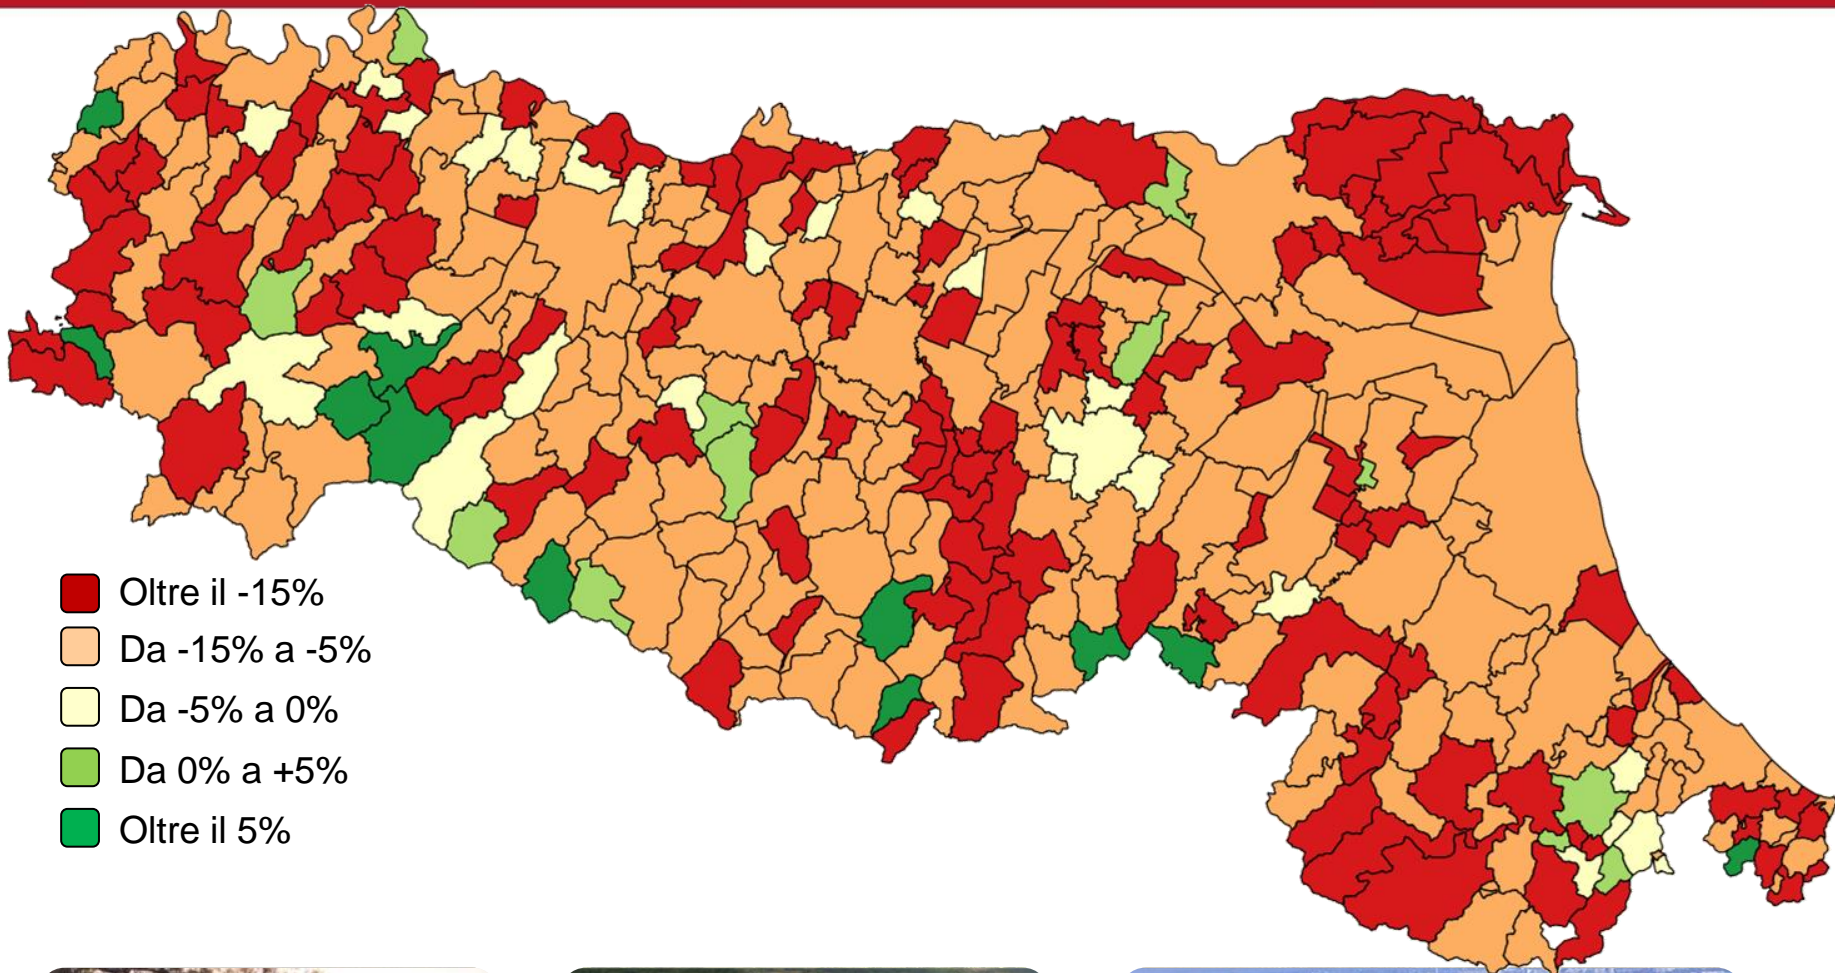 Oltre il -15%
Da -15% a -5%
Da -5% a 0%
Da 0% a +5%
Oltre il 5%